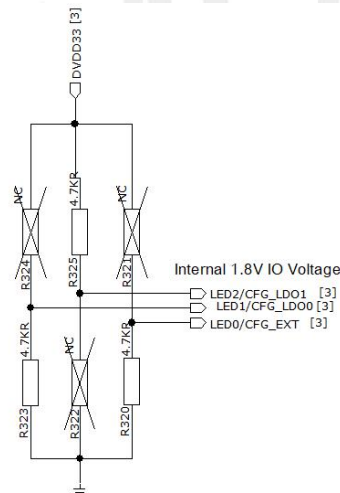 DVDD33 [3]
NC
4.7KR
NC
R324
R325
R321
Internal 1.8V IO Voltage
LED2/CFG_LDO1 [3]
LED1/CFG_LDO0 [3]
LED0/CFG_EXT [3]
4.7KR
NC
4.7KR
R323
R322
R320